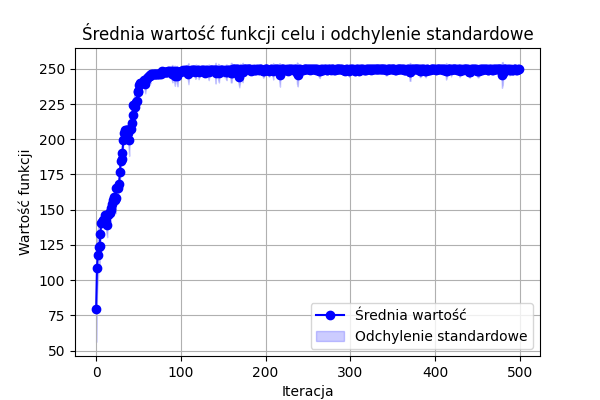 Średnia wartość funkcji celu i odchylenie standardowe
Wartość funkcji
250
225
200
175
150
125
100
75
50
0 100 200 300 400 500
Iteracja
Średnia wartość
Odchylenie standardowe